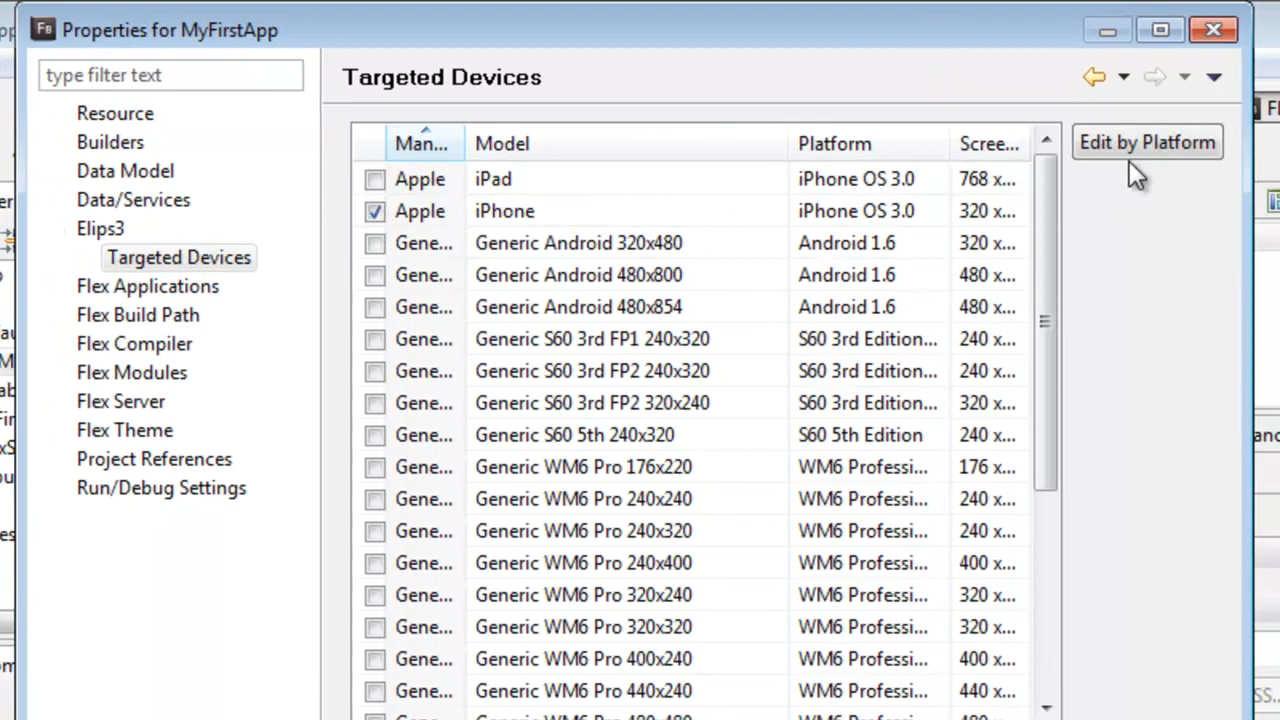 FB Properties for MyFirstApp
type filter text
Targeted Devices
Resource
Builders
Data Model
Data/Services
Elips3
Targeted Devices
Flex Applications
Flex Build Path
Flex Compiler
Flex Modules
Flex Server
Flex Theme
Project References
Run/Debug Settings
Man... Model Platform Scree...
Edit by Platform
Apple iPad iPhone OS 3.0 768 x...
Apple iPhone iPhone OS 3.0 320 x...
Gene... Generic Android 320x480 Android 1.6 320 x...
Gene... Generic Android 480x800 Android 1.6 480 x...
Gene... Generic Android 480x854 Android 1.6 480 x...
Gene... Generic S60 3rd FP1 240x320 S60 3rd Edition... 240 x...
Gene... Generic S60 3rd FP2 240x320 S60 3rd Edition... 240 x...
Gene... Generic S60 3rd FP2 320x240 S60 3rd Edition... 320 x...
Gene... Generic S60 5th 240x320 S60 5th Edition 240 x...
Gene... Generic WM6 Pro 176x220 WM6 Professi... 176 x...
Gene... Generic WM6 Pro 240x240 WM6 Professi... 240 x...
Gene... Generic WM6 Pro 240x320 WM6 Professi... 240 x...
Gene... Generic WM6 Pro 240x400 WM6 Professi... 400 x...
Gene... Generic WM6 Pro 320x240 WM6 Professi... 320 x...
Gene... Generic WM6 Pro 320x320 WM6 Professi... 320 x...
Gene... Generic WM6 Pro 400x240 WM6 Professi... 400 x...
Gene... Generic WM6 Pro 440x240 WM6 Professi... 440 x...